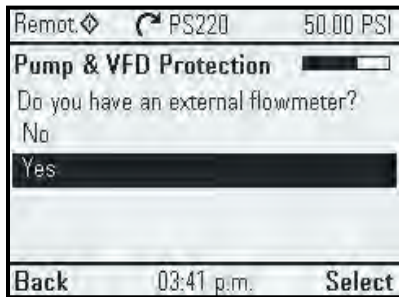 Remot. PS220 50.00 PSI
Pump & VFD Protection
Do you have an external flowmeter?
No
Yes
Back 03:41 p.m. Select